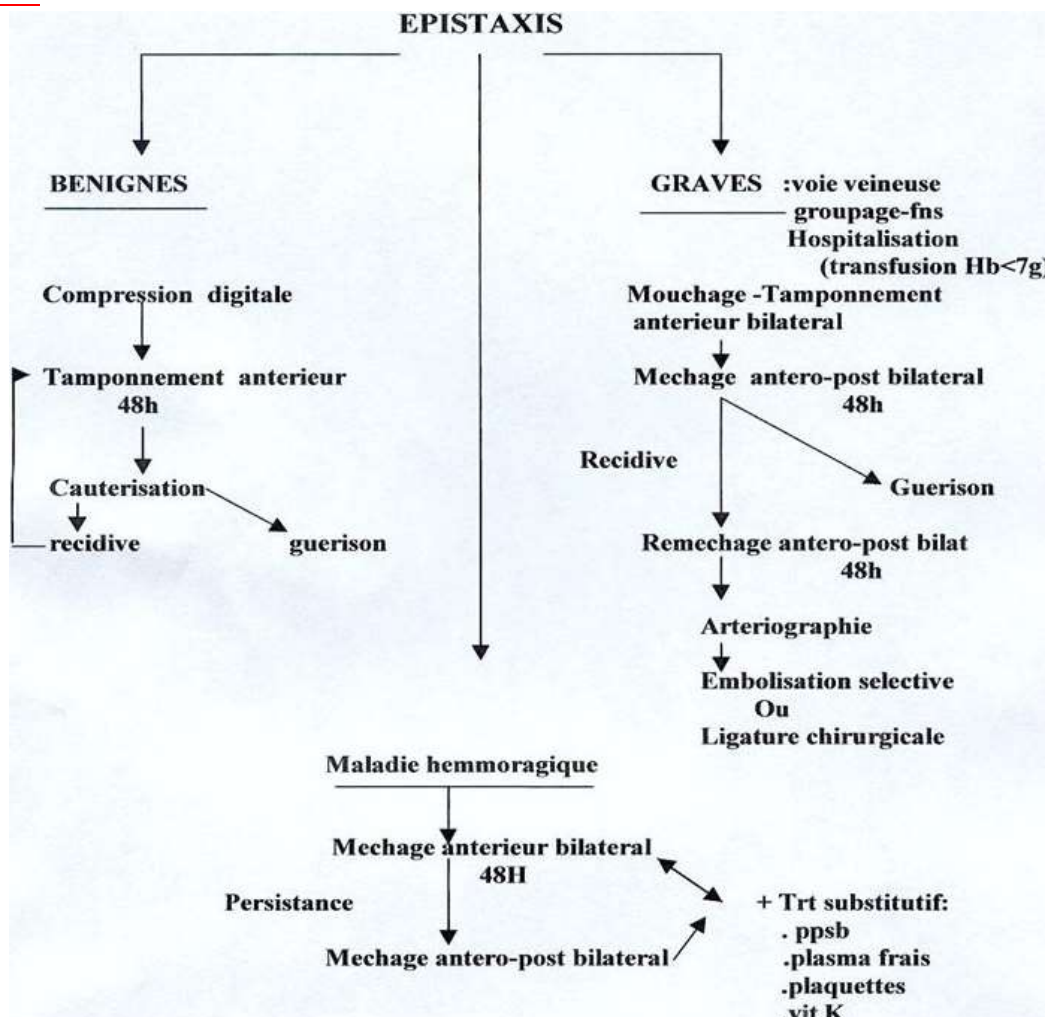 EPISTAXIS
BENIGNES
Compression digitale
Tamponnement anterieur
48h
Cauterisation
recidive
guerison
GRAVES :voie veineuse
groupage-fns
Hospitalisation
(transfusion Hb<7g)
Mouchage -Tamponnement
anterieur bilateral
Mechage antero-post bilateral
48h
Recidive
Guerison
Remechage antero-post bilat
48h
Arteriographie
Embolisation selective
Ou
Ligature chirurgicale
Maladie hemmoragique
Mechage anterieur bilateral
48H
Persistance
Mechage antero-post bilateral
+ Trt substitutif:
. ppsb
.plasma frais
.plaquettes
.vit K